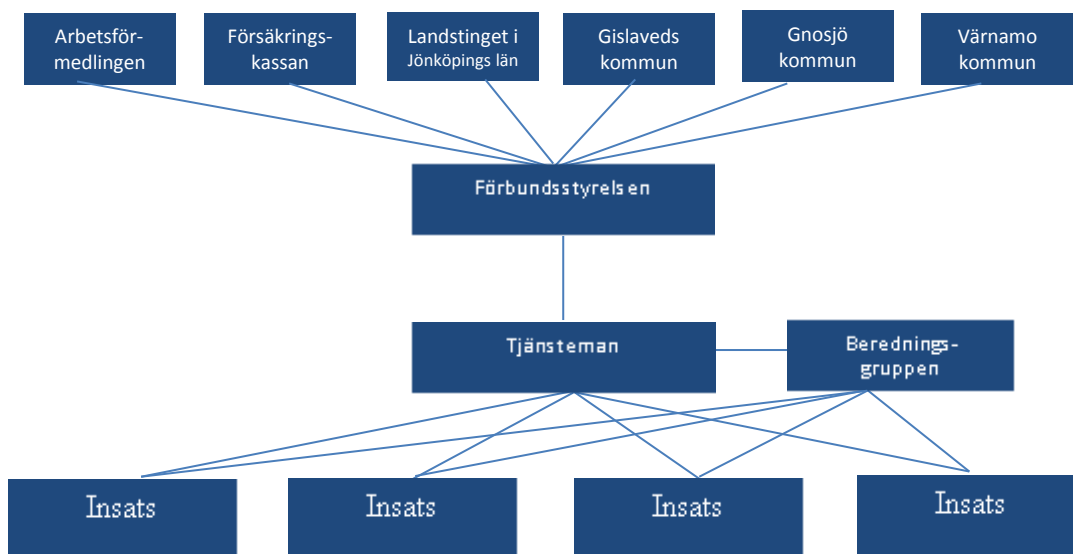 Arbetsför-
medlingen
Försäkrings-
kassan
Landstinget i
Jönköpings län
Gislaveds
kommun
Gnosjö
kommun
Värnamo
kommun
Förbundsstyrelsen
Tjänsteman
Berednings-
gruppen
Insats
Insats
Insats
Insats